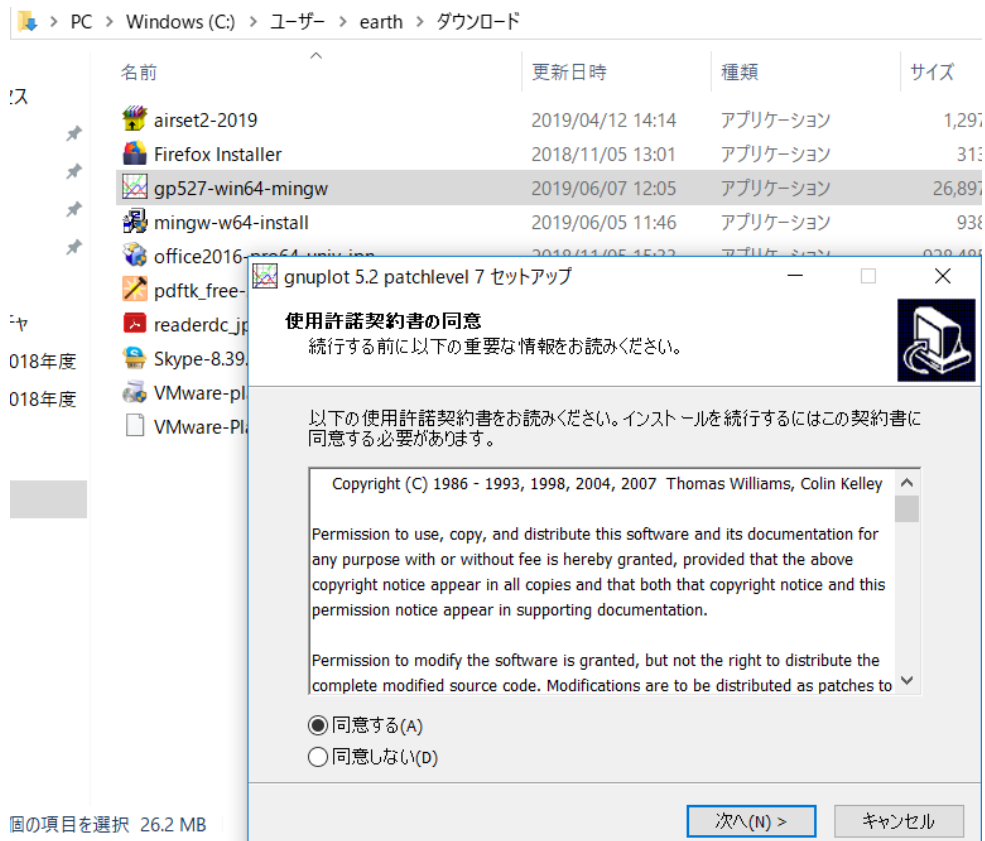 PC > Windows (C:) > ユーザー > earth > ダウンロード
名前 更新日時 種類 サイズ
airset2-2019 2019/04/12 14:14 アプリケーション 1,297
Firefox Installer 2018/11/05 13:01 アプリケーション 313
gp527-win64-mingw 2019/06/07 12:05 アプリケーション 26,897
mingw-w64-install 2019/06/05 11:46 アプリケーション 938
pdftk_free-
readerdc_jp
Skype-8.39.
VMware-pl
VMware-Pla
018年度
018年度
gnuplot 5.2 patchlevel 7 セットアップ
使用許諾契約書の同意
続行する前に以下の重要な情報をお読みください。
以下の使用許諾契約書をお読みください。インストールを続行するにはこの契約書に
同意する必要があります。
Copyright (C) 1986 - 1993, 1998, 2004, 2007 Thomas Williams, Colin Kelley
Permission to use, copy, and distribute this software and its documentation for
any purpose with or without fee is hereby granted, provided that the above
copyright notice appear in all copies and that both that copyright notice and this
permission notice appear in supporting documentation.
Permission to modify the software is granted, but not the right to distribute the
complete modified source code. Modifications are to be distributed as patches to
同意する(A)
同意しない(D)
次へ(N) >
キャンセル
個の項目を選択 26.2 MB